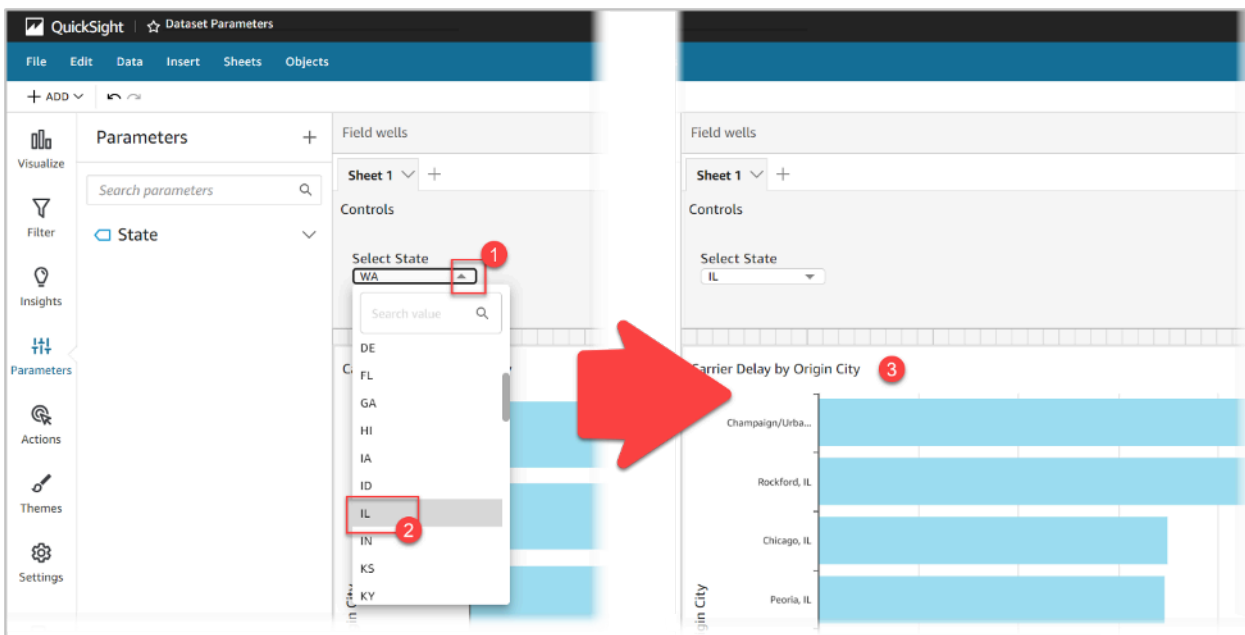 QuickSight
Dataset Parameters
File Edit Data Insert Sheets Objects
+ ADD
Visualize
Filter
Insights
Parameters
Actions
Themes
Settings
Parameters +
Search parameters
State
Field wells
Sheet 1 +
Controls
Select State
1
WA
Search value
DE
FL
GA
HI
IA
ID
IL
2
IN
KS
KY
Field wells
Sheet 1 +
Controls
Select State
IL
Carrier Delay by Origin City
3
Champaign/Urba...
Rockford, IL
Chicago, IL
Peoria, IL
City